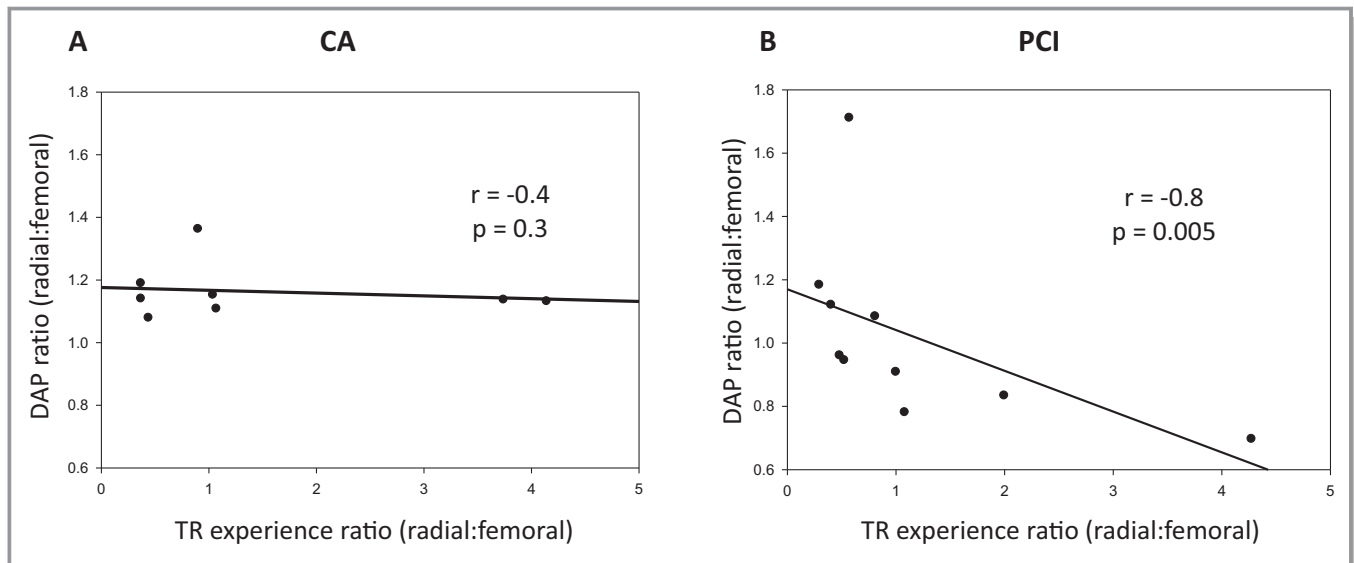 A
CA
1.8
1.6
1.4
1.2
1.0
0.8
0.6
DAP ratio (radial:femoral)
r = -0.4
p = 0.3
0 1 2 3 4 5
TR experience ratio (radial:femoral)
B
PCI
1.8
1.6
1.4
1.2
1.0
0.8
0.6
DAP ratio (radial:femoral)
r = -0.8
p = 0.005
0 1 2 3 4 5
TR experience ratio (radial:femoral)